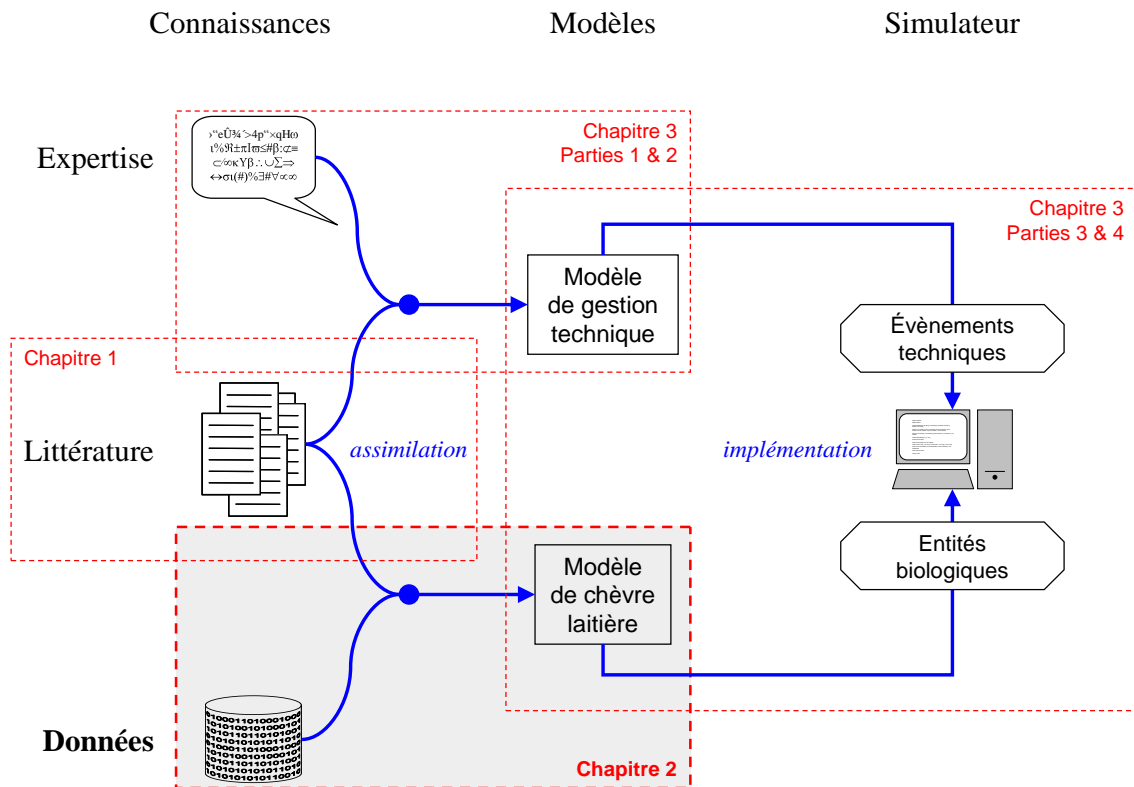 Connaissances
Modèles
Simulateur
Expertise
Chapitre 3
Parties 1 & 2
Chapitre 3
Parties 3 & 4
Modèle
de gestion
technique
Évènements
techniques
Chapitre 1
Littérature
assimilation
implémentation
Entités
biologiques
Modèle
de chèvre
laitière
Données
Chapitre 2